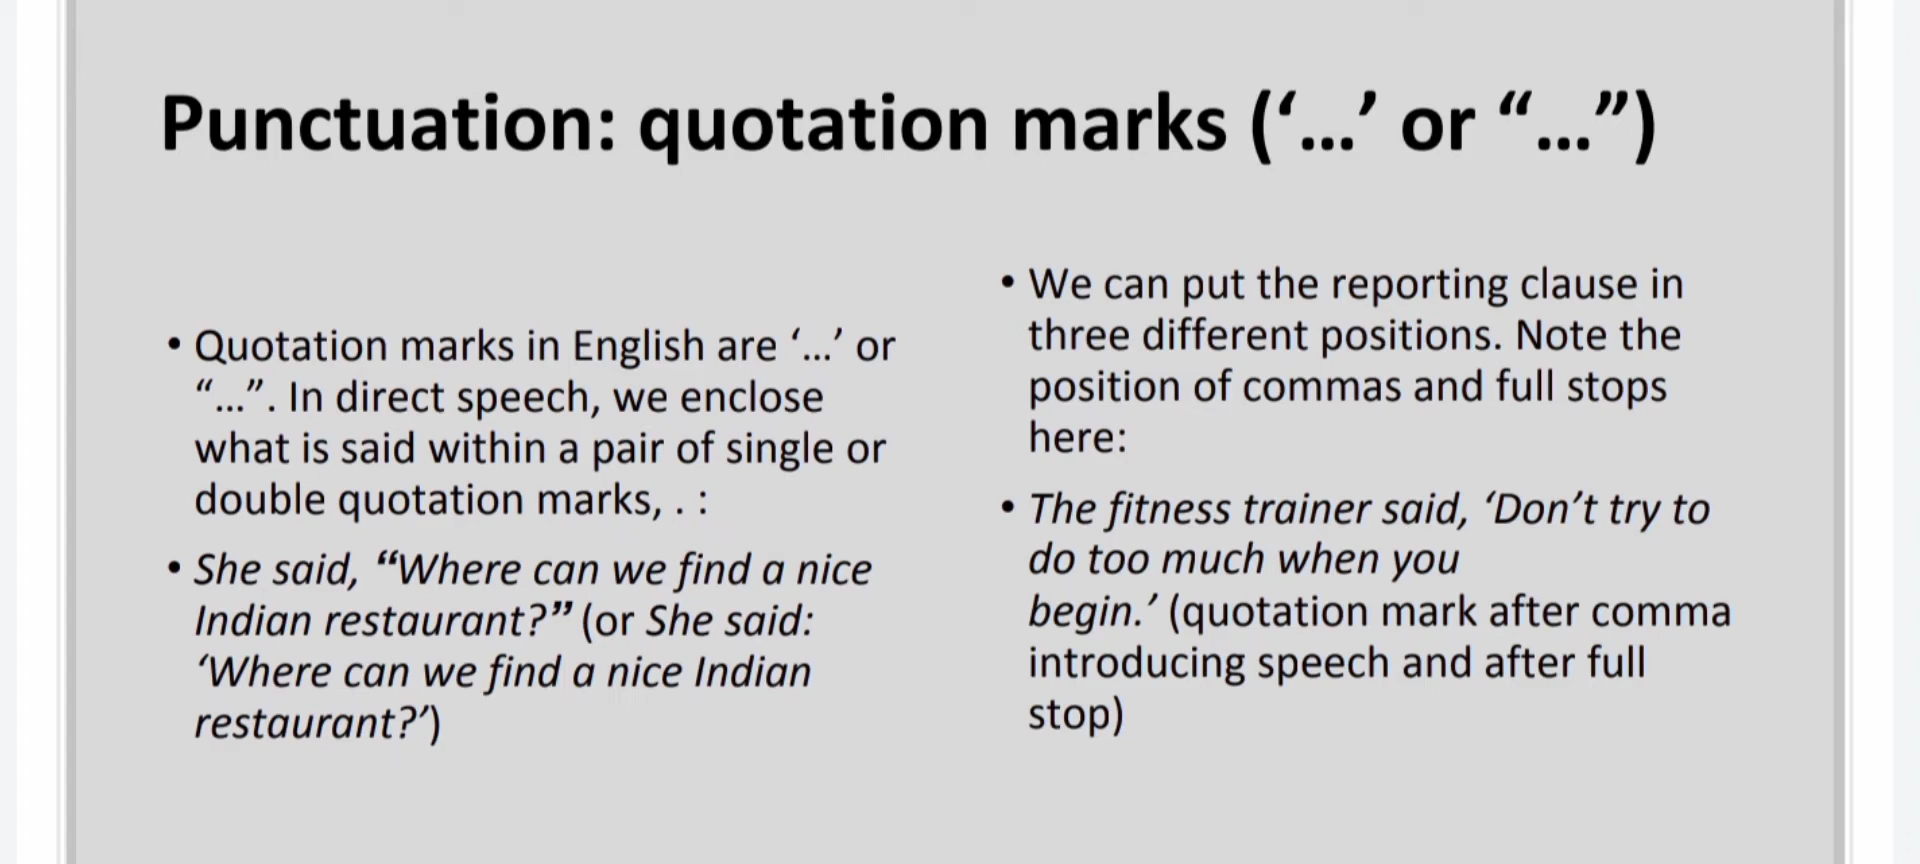 Punctuation: quotation marks (‘…’ or “…”)
• Quotation marks in English are ‘…’ or
“…”. In direct speech, we enclose
what is said within a pair of single or
double quotation marks, . :
• She said, “Where can we find a nice
Indian restaurant?” (or She said:
‘Where can we find a nice Indian
restaurant?’)
• We can put the reporting clause in
three different positions. Note the
position of commas and full stops
here:
• The fitness trainer said, ‘Don’t try to
do too much when you
begin.’ (quotation mark after comma
introducing speech and after full
stop)